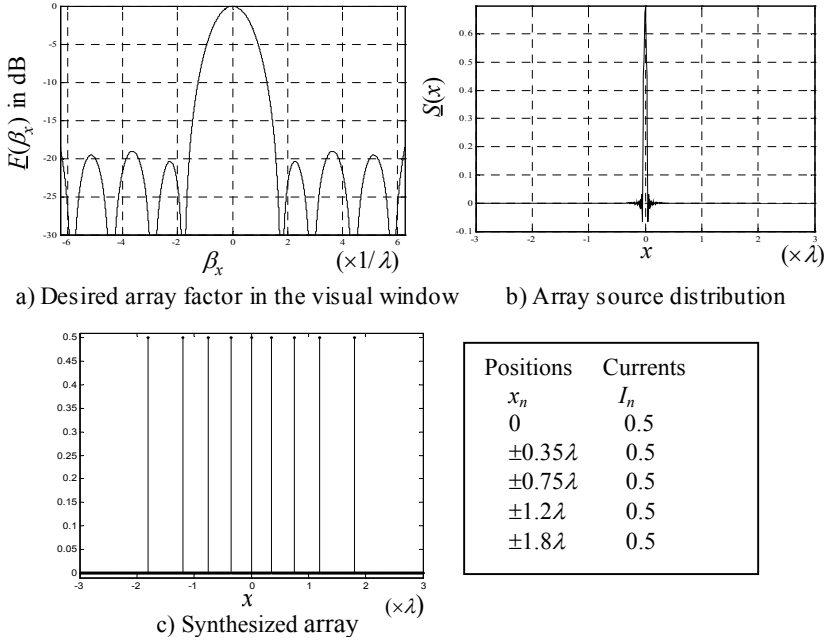 0
-5
-10
-15
-20
-25
-30
F(βx) in dB
-6 -4 -2 0 2 4 6
βx (×1/λ)
a) Desired array factor in the visual window
0.6
0.5
0.4
0.3
0.2
0.1
0
-0.1
S(x)
-3 -2 -1 0 1 2 3
x (×λ)
b) Array source distribution
0.5
0.45
0.4
0.35
0.3
0.25
0.2
0.15
0.1
0.05
0
-3 -2 -1 0 1 2 3
x (×λ)
c) Synthesized array
Positions Currents
xn In
0 0.5
±0.35λ 0.5
±0.75λ 0.5
±1.2λ 0.5
±1.8λ 0.5